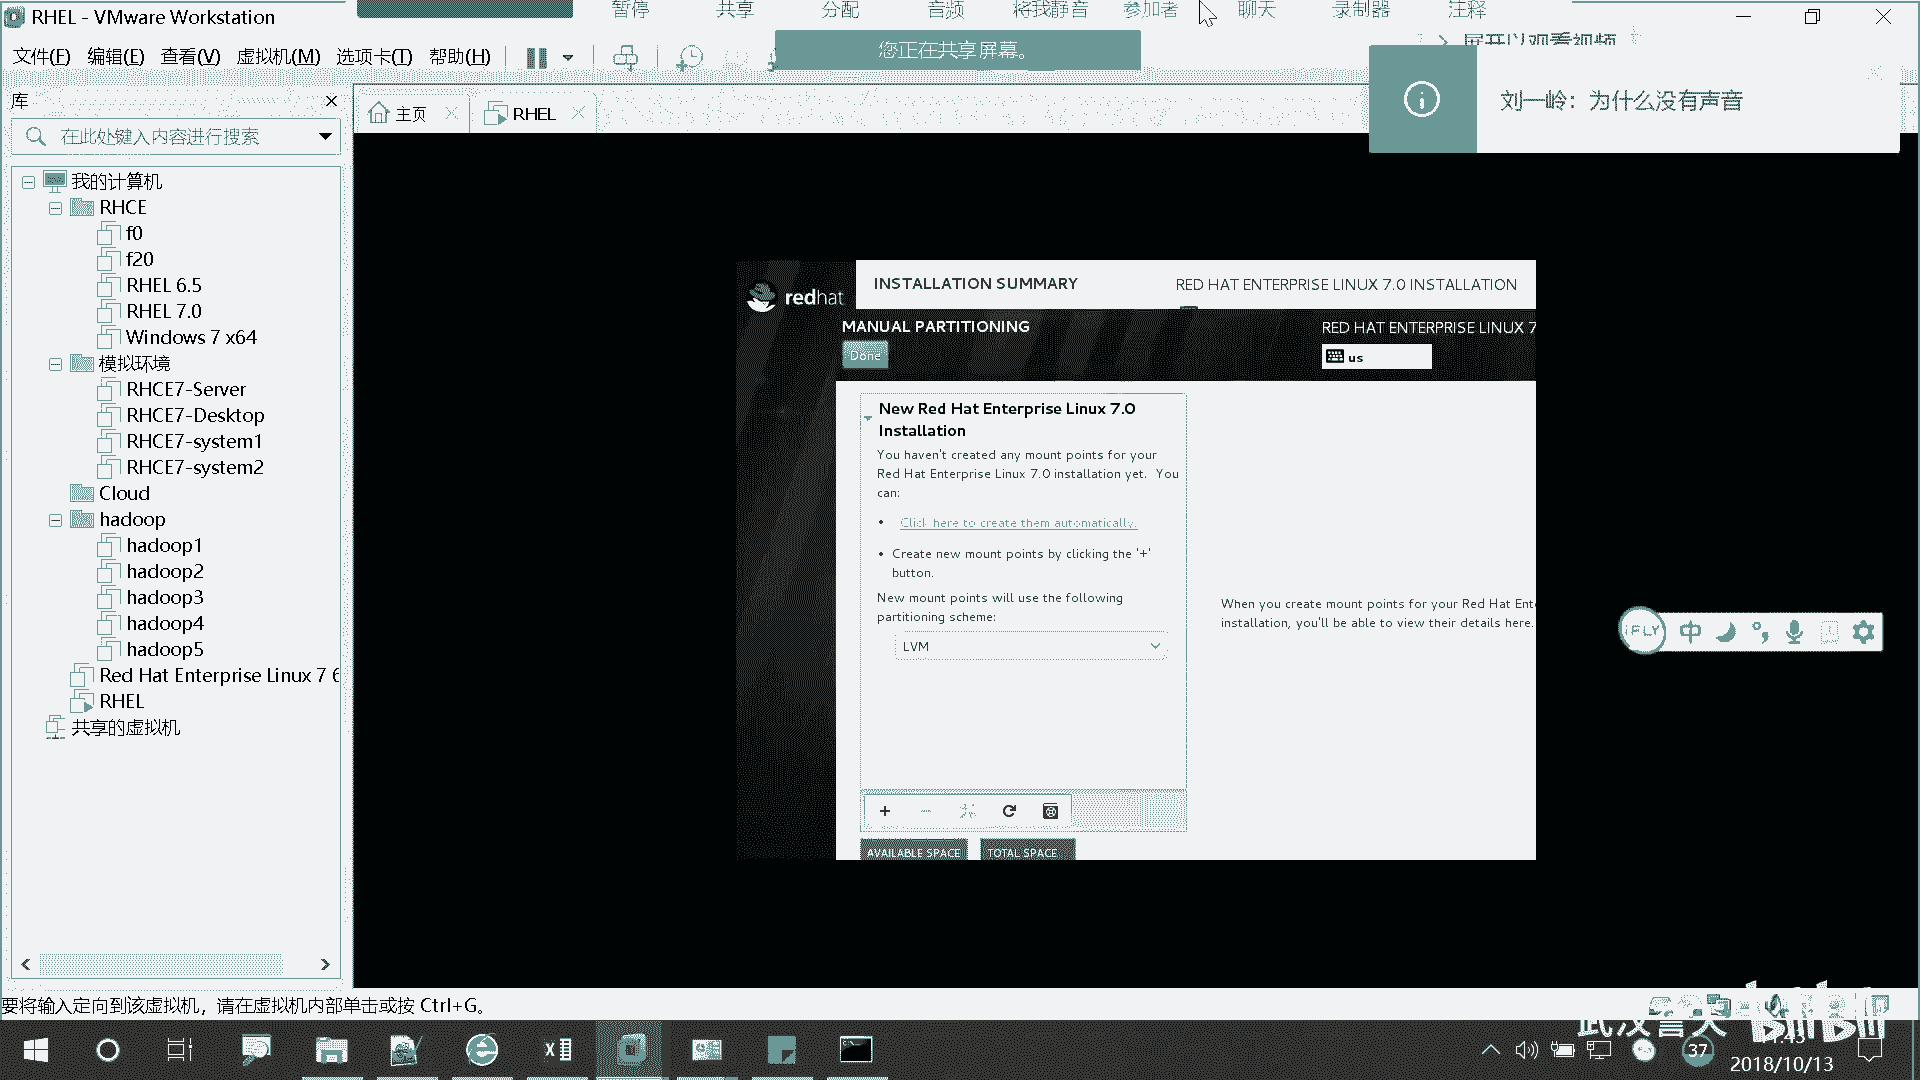 RHEL - VMware Workstation
暂停
共享
分配
音频
将我静音
参加者
聊天
录制器
注释
文件(F)
编辑(E)
查看(V)
虚拟机(M)
选项卡(T)
帮助(H)
您正在共享屏幕。
展开以观看视频
刘一岭：为什么没有声音
库
主页
RHEL
在此处键入内容进行搜索
我的计算机
RHCE
f0
f20
RHEL 6.5
RHEL 7.0
Windows 7 x64
模拟环境
RHCE7-Server
RHCE7-Desktop
RHCE7-system1
RHCE7-system2
Cloud
hadoop
hadoop1
hadoop2
hadoop3
hadoop4
hadoop5
Red Hat Enterprise Linux 7 6
RHEL
共享的虚拟机
redhat
INSTALLATION SUMMARY
RED HAT ENTERPRISE LINUX 7.0 INSTALLATION
MANUAL PARTITIONING
RED HAT ENTERPRISE LINUX 7
Done
us
New Red Hat Enterprise Linux 7.0
Installation
You haven't created any mount points for your
Red Hat Enterprise Linux 7.0 installation yet. You
can:
• Click here to create them automatically.
• Create new mount points by clicking the '+'
button.
New mount points will use the following
partitioning scheme:
LVM
When you create mount points for your Red Hat Ente
installation, you'll be able to view their details here.
AVAILABLE SPACE
TOTAL SPACE
iFLY
中
要将输入定向到该虚拟机，请在虚拟机内部单击或按 Ctrl+G。
bilibili
37
2018/10/13